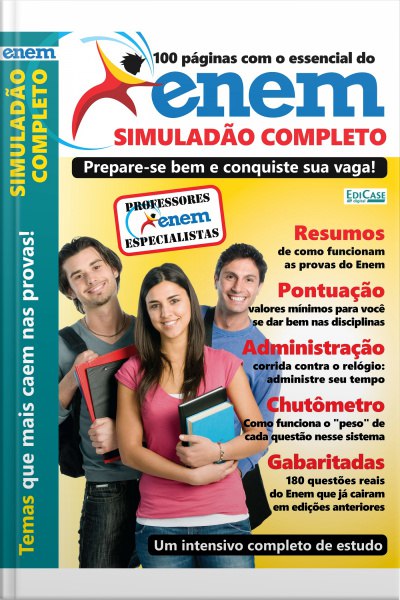 enem
SIMULADÃO
COMPLETO
Temas que mais caem nas provas!
100 páginas com o essencial do
enem
SIMULADÃO COMPLETO
Prepare-se bem e conquiste sua vaga!
EDICASE
digital
PROFESSORES
enem
ESPECIALISTAS
Resumos
de como funcionam
as provas do Enem
Pontuação
valores mínimos para você
se dar bem nas disciplinas
Administração
corrida contra o relógio:
administre seu tempo
Chutômetro
Como funciona o "peso" de
cada questão nesse sistema
Gabaritadas
180 questões reais
do Enem que já cairam
em edições anteriores
Um intensivo completo de estudo